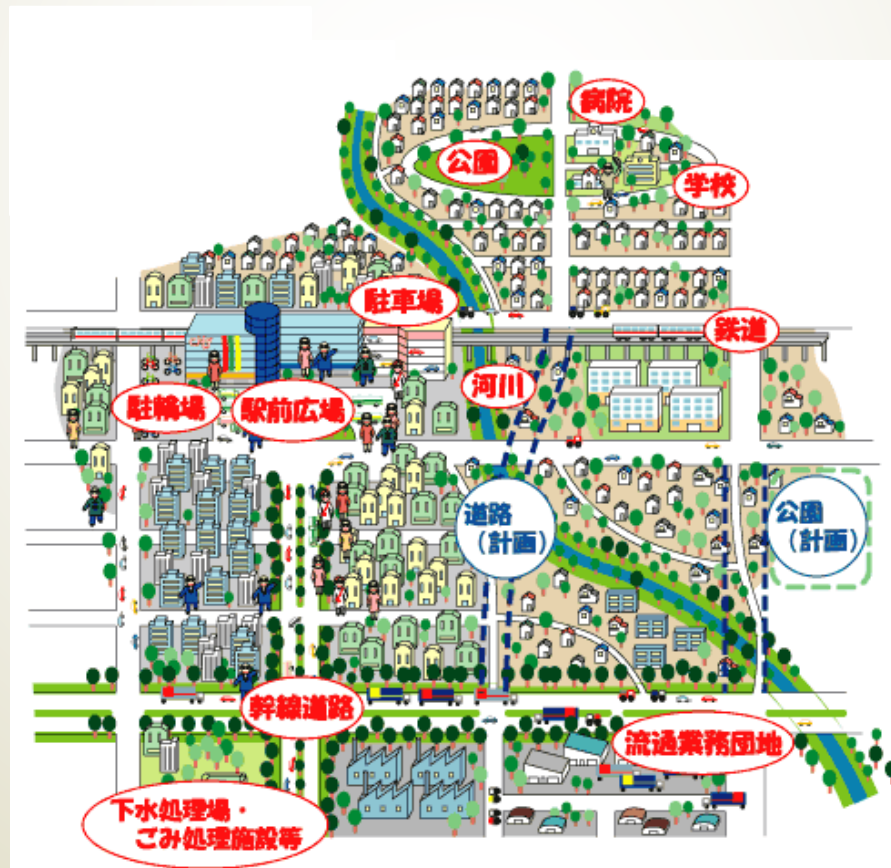 病院
公園
学校
駐車場
鉄道
河川
駐輪場
駅前広場
道路
(計画)
公園
(計画)
幹線道路
流通業務団地
下水処理場・
ごみ処理施設等